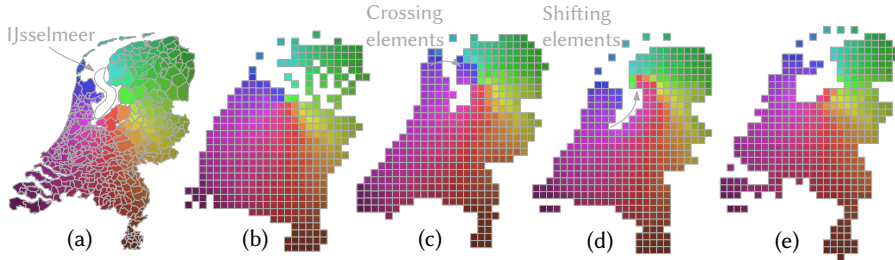 IJsselmeer
Crossing
elements
Shifting
elements
(a)
(b)
(c)
(d)
(e)